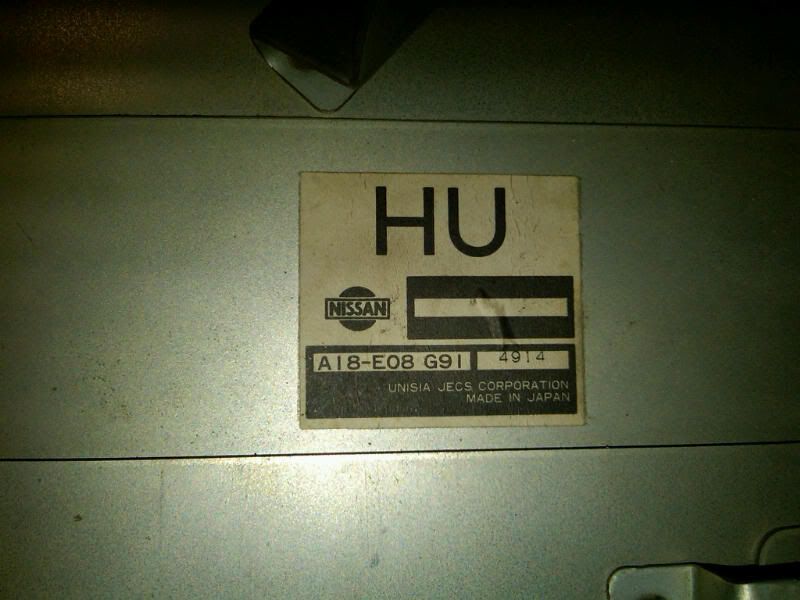 HU
NISSAN
A18-E08 G91 4914
UNISIA JECS CORPORATION
MADE IN JAPAN